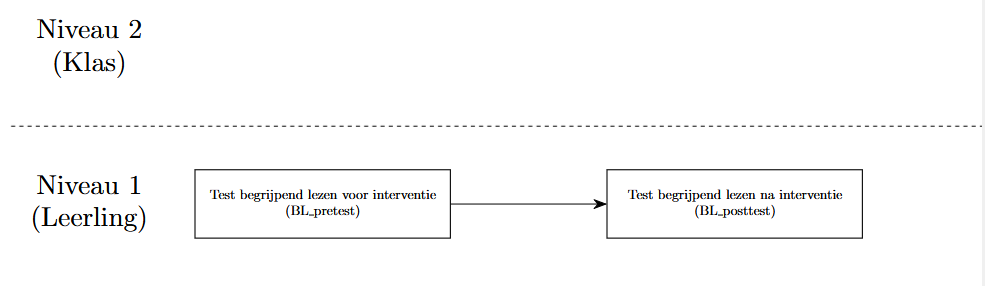 Niveau 2
(Klas)
Niveau 1
(Leerling)
Test begrijpend lezen voor interventie
(BL_pretest)
Test begrijpend lezen na interventie
(BL_posttest)